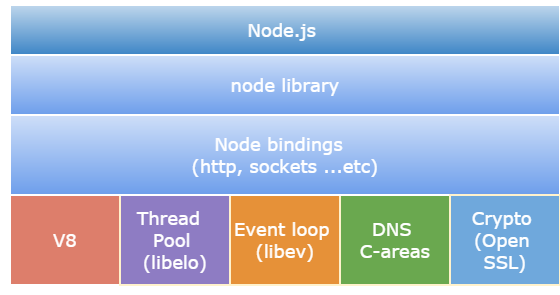 Node.js
node library
Node bindings
(http, sockets ...etc)
V8
Thread
Pool
(libelo)
Event loop
(libev)
DNS
C-areas
Crypto
(Open
SSL)